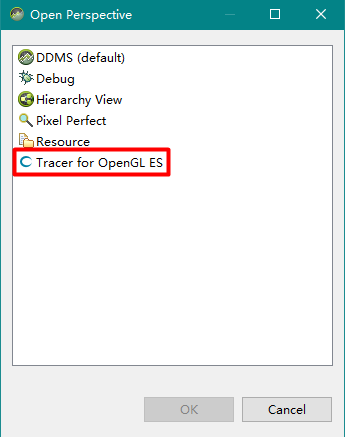 Open Perspective
DDMS (default)
Debug
Hierarchy View
Pixel Perfect
Resource
Tracer for OpenGL ES
OK
Cancel